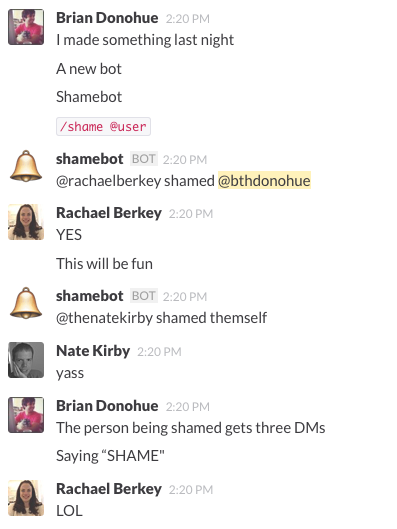 Brian Donohue 2:20 PM
I made something last night
A new bot
Shamebot
/shame @user
shamebot BOT 2:20 PM
@rachaelberkey shamed @bthdonohue
Rachael Berkey 2:20 PM
YES
This will be fun
shamebot BOT 2:20 PM
@thenatekirby shamed themself
Nate Kirby 2:20 PM
yass
Brian Donohue 2:20 PM
The person being shamed gets three DMs
Saying “SHAME"
Rachael Berkey 2:20 PM
LOL